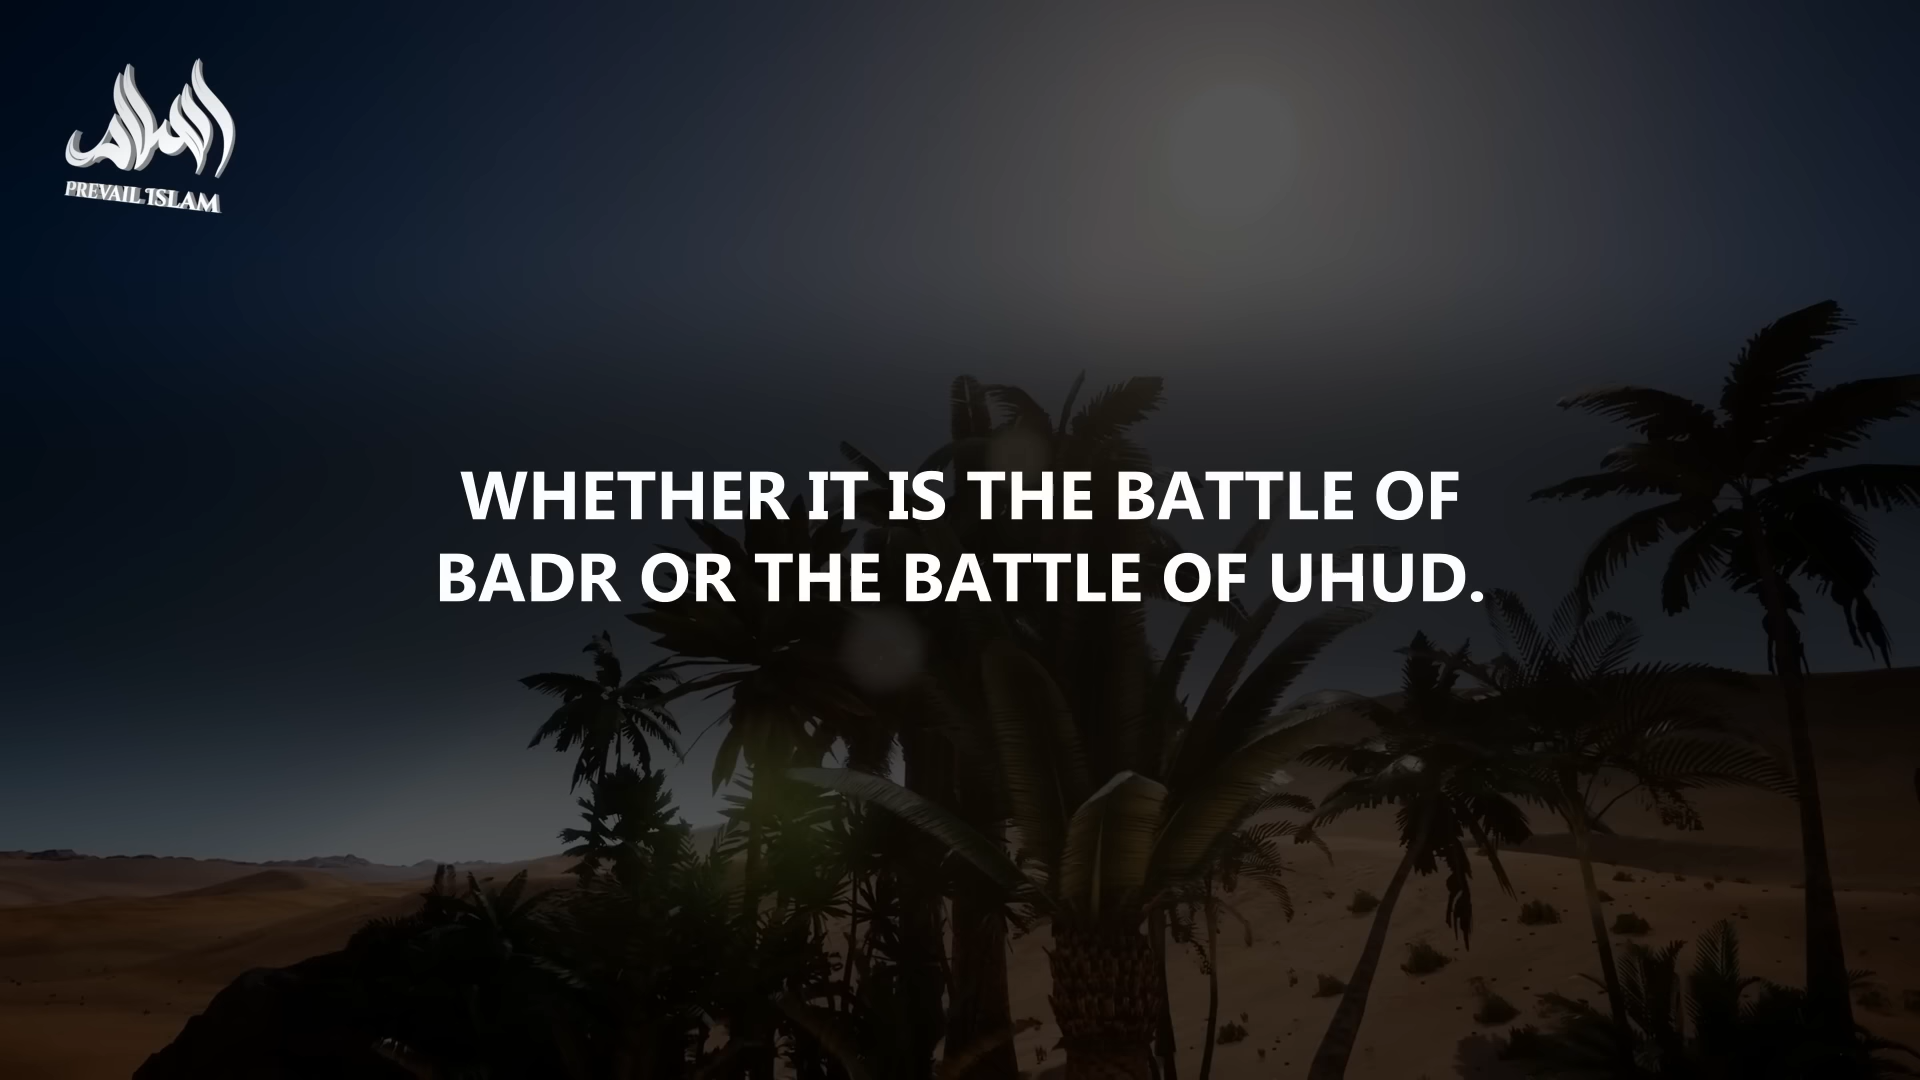 PREVAIL ISLAM
WHETHER IT IS THE BATTLE OF
BADR OR THE BATTLE OF UHUD.